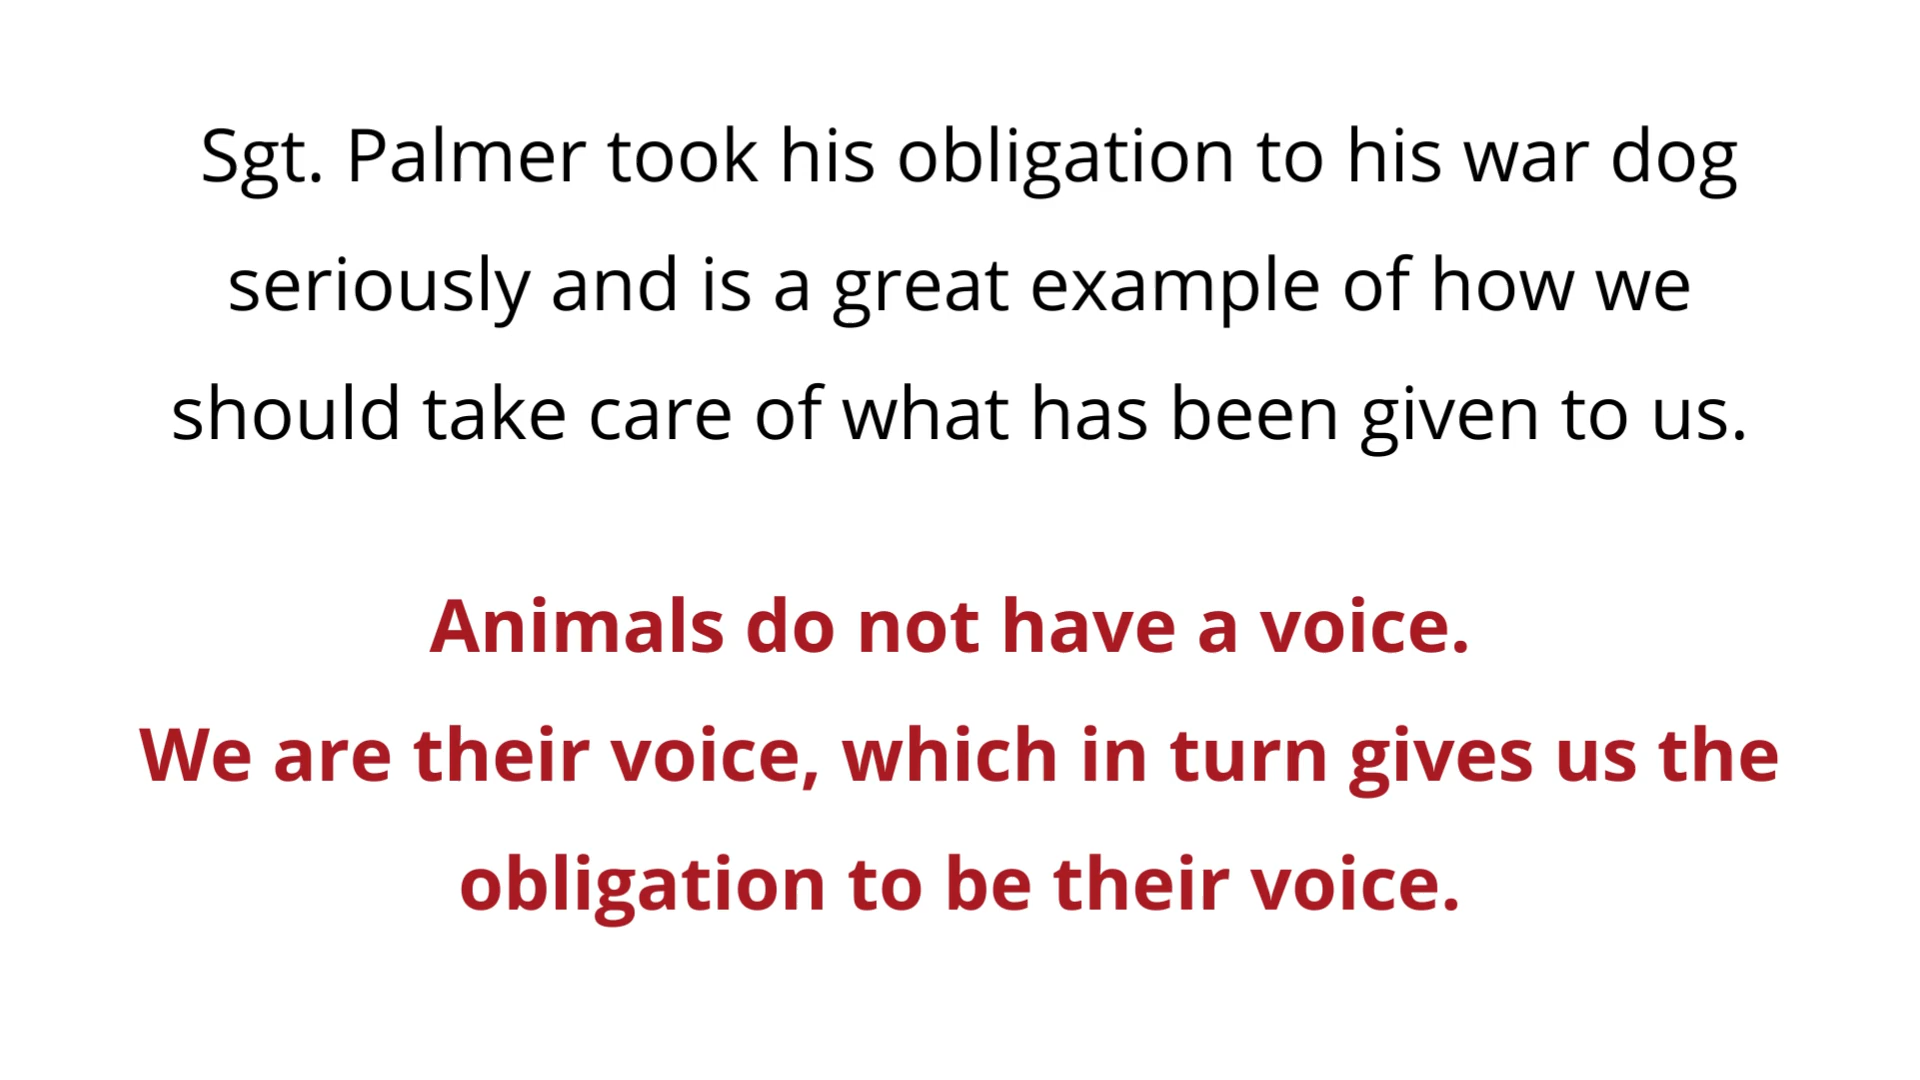 Sgt. Palmer took his obligation to his war dog
seriously and is a great example of how we
should take care of what has been given to us.
Animals do not have a voice.
We are their voice, which in turn gives us the
obligation to be their voice.